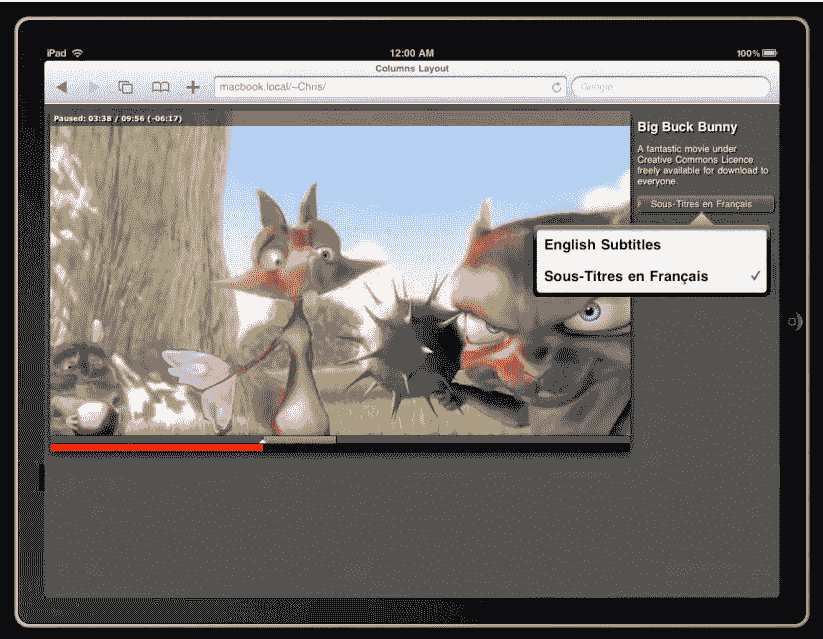 iPad
12:00 AM
100%
Columns Layout
macbook.local/~Chris/
Google
Paused: 03:38 / 09:56 (-06:17)
Big Buck Bunny
A fantastic movie under
Creative Commons Licence
freely available for download to
everyone.
Sous-Titres en Français
English Subtitles
Sous-Titres en Français